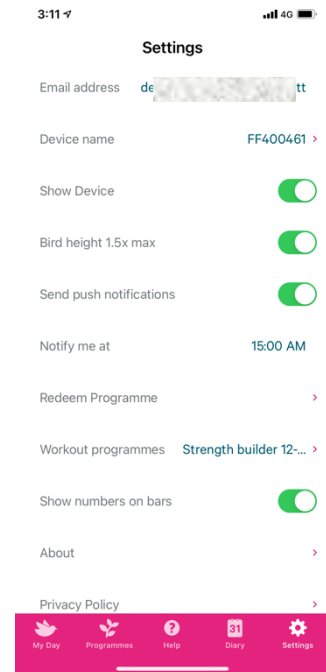 3:11 4G
Settings
Email address de tt
Device name FF400461 >
Show Device
Bird height 1.5x max
Send push notifications
Notify me at 15:00 AM
Redeem Programme >
Workout programmes Strength builder 12-... >
Show numbers on bars
About >
Privacy Policy >
31
My Day Programmes Help Diary Settings